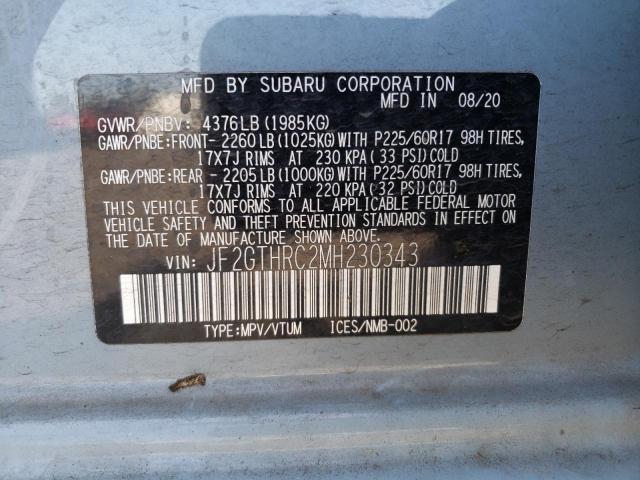 MFD BY SUBARU CORPORATION
MFD IN 08/20
GVWR/PNBV: 4376LB (1985KG)
GAWR/PNBE:FRONT- 2260LB (1025KG)WITH P225/60R17 98H TIRES,
17X7J RIMS AT 230 KPA ( 33 PSI)COLD
GAWR/PNBE:REAR - 2205LB (1000KG)WITH P225/60R17 98H TIRES,
17X7J RIMS AT 220 KPA ( 32 PSI)COLD
THIS VEHICLE CONFORMS TO ALL APPLICABLE FEDERAL MOTOR
VEHICLE SAFETY AND THEFT PREVENTION STANDARDS IN EFFECT ON
THE DATE OF MANUFACTURE SHOWN ABOVE.
VIN: JF2GTHRC2MH230343
TYPE:MPV/VTUM ICES/NMB-002